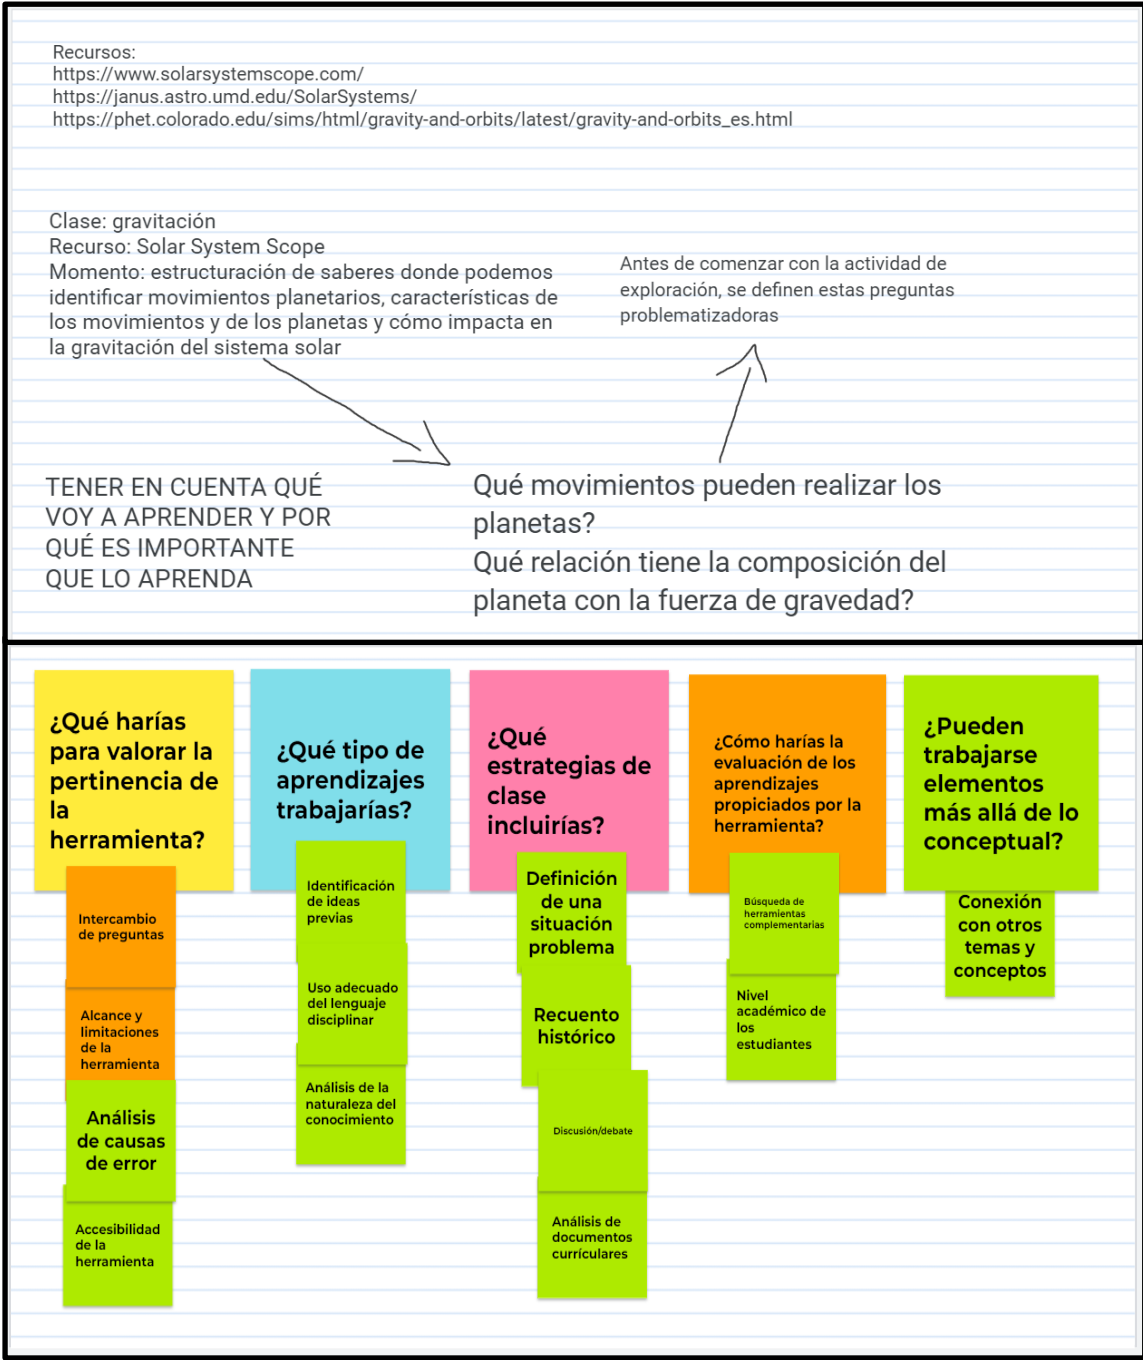 Recursos:
https://www.solarsystemscope.com/
https://janus.astro.umd.edu/SolarSystems/
https://phet.colorado.edu/sims/html/gravity-and-orbits/latest/gravity-and-orbits_es.html
Clase: gravitación
Recurso: Solar System Scope
Momento: estructuración de saberes donde podemos
identificar movimientos planetarios, características de
los movimientos y de los planetas y cómo impacta en
la gravitación del sistema solar
Antes de comenzar con la actividad de
exploración, se definen estas preguntas
problematizadoras
TENER EN CUENTA QUÉ
VOY A APRENDER Y POR
QUÉ ES IMPORTANTE
QUE LO APRENDA
Qué movimientos pueden realizar los
planetas?
Qué relación tiene la composición del
planeta con la fuerza de gravedad?
¿Qué harías
para valorar la
pertinencia de
la
herramienta?
Intercambio
de preguntas
Alcance y
limitaciones
de la
herramienta
Análisis
de causas
de error
Accesibilidad
de la
herramienta
¿Qué tipo de
aprendizajes
trabajarías?
Identificación
de ideas
previas
Uso adecuado
del lenguaje
disciplinar
Análisis de la
naturaleza del
conocimiento
¿Qué
estrategias de
clase
incluirías?
Definición
de una
situación
problema
Recuento
histórico
Discusión/debate
Análisis de
documentos
currículares
¿Cómo harías la
evaluación de los
aprendizajes
propiciados por la
herramienta?
Búsqueda de
herramientas
complementarias
Nivel
académico de
los
estudiantes
¿Pueden
trabajarse
elementos
más allá de lo
conceptual?
Conexión
con otros
temas y
conceptos